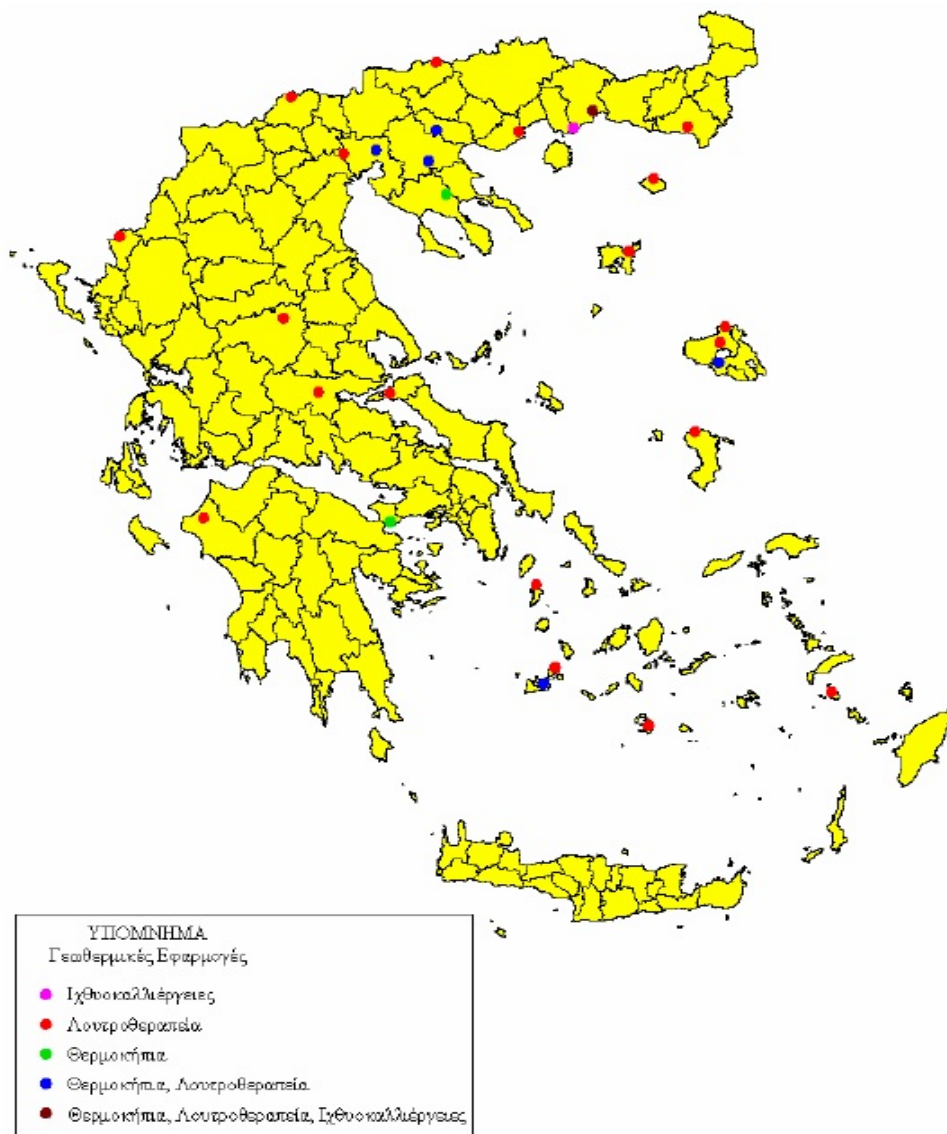 ΥΠΟΜΝΗΜΑ
Γεωθερμικές Εφαρμογές
Ιχθυοκαλλιέργειες
Λουτροθεραπεία
Θερμοκήπια
Θερμοκήπια, Λουτροθεραπεία
Θερμοκήπια, Λουτροθεραπεία, Ιχθυοκαλλιέργειες